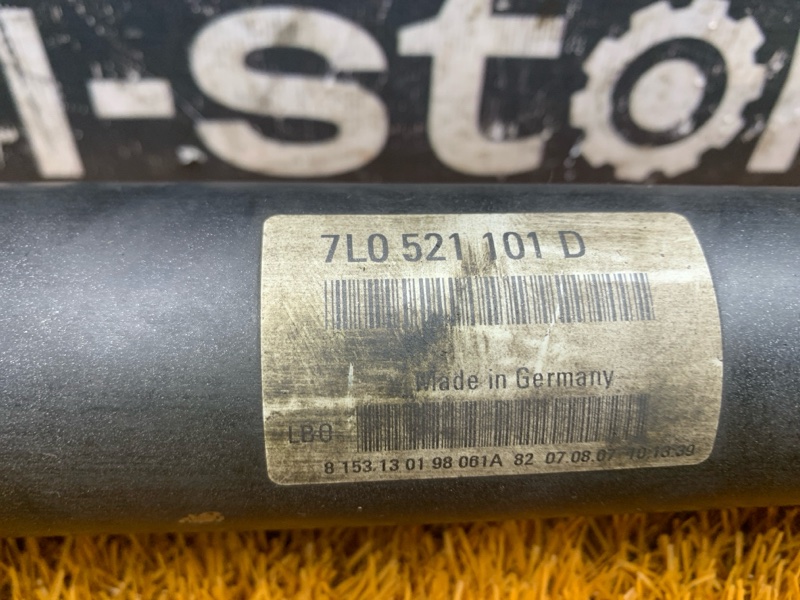 l-sto
7L0 521 101 D
Made in Germany
LBO
8 153.13 01 98 061A 82 07.08.07 10:13:39